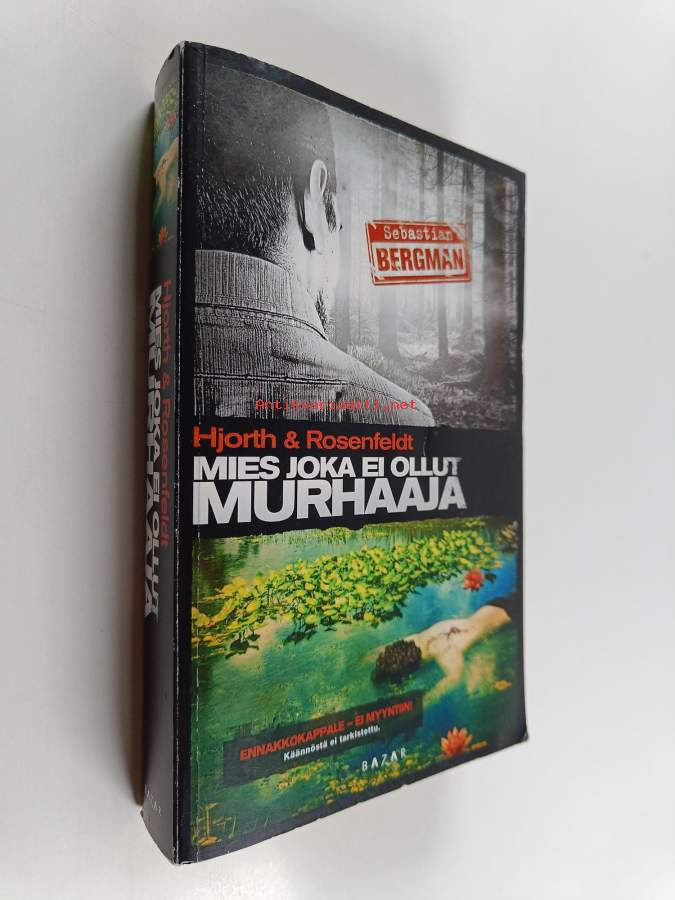 Sebastian
BERGMAN
Antikvariaatti.net
Hjorth & Rosenfeldt
MIES JOKA EI OLLUT
MURHAAJA
ENNAKKOKAPPALE – EI MYYNTIIN!
Käännöstä ei tarkistettu.
BAZAR
Hjorth & Rosenfeldt
MIES JOKA EI OLLUT
MURHAAJA
BAZAR